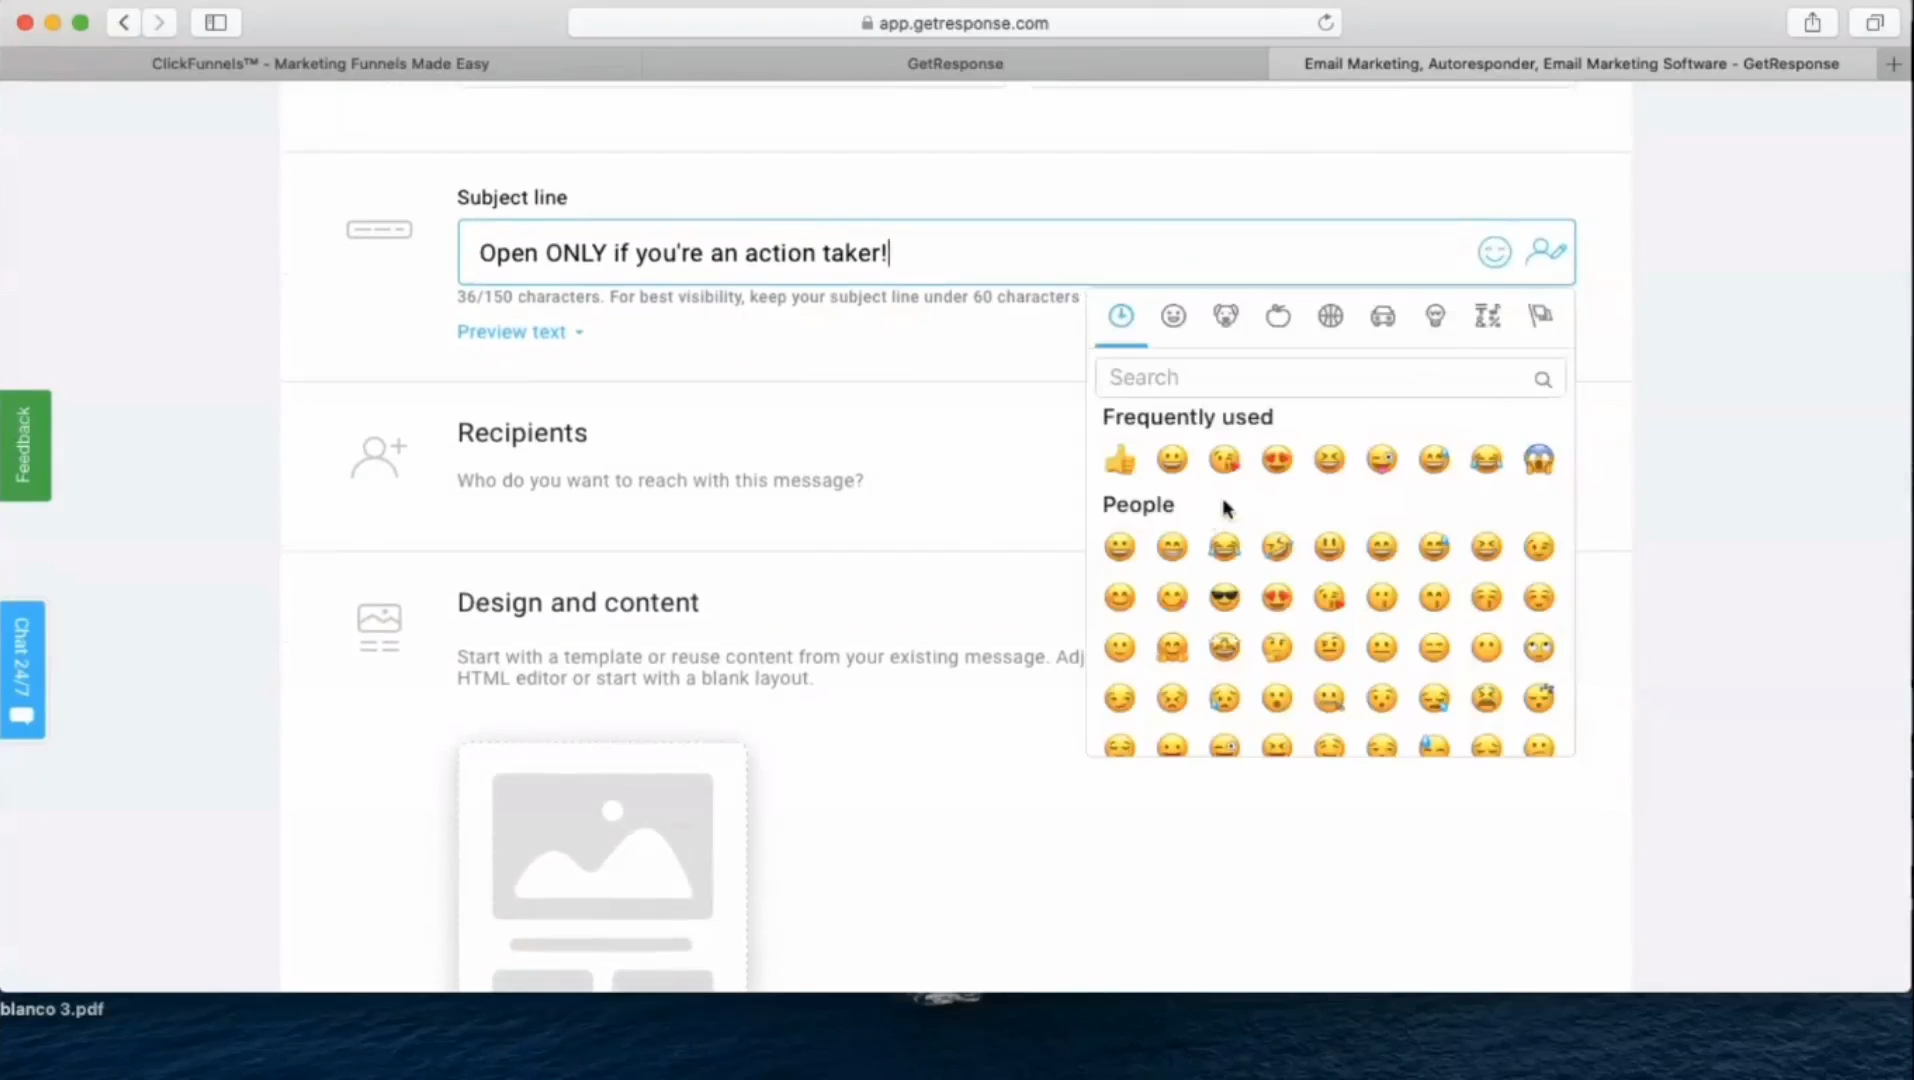 app.getresponse.com
ClickFunnels™ - Marketing Funnels Made Easy
GetResponse
Email Marketing, Autoresponder, Email Marketing Software - GetResponse
Subject line
Open ONLY if you're an action taker!
36/150 characters. For best visibility, keep your subject line under 60 characters
Preview text
Search
Frequently used
People
Recipients
Who do you want to reach with this message?
Design and content
Start with a template or reuse content from your existing message. Adj
HTML editor or start with a blank layout.
Feedback
Chat 24/7
blanco 3.pdf